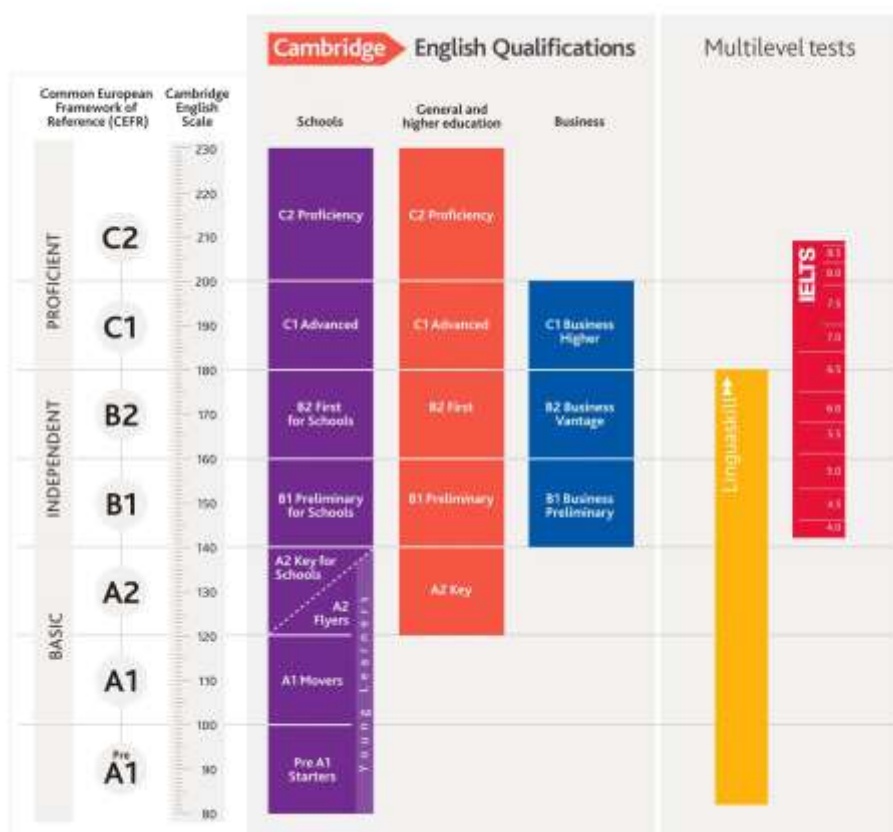 Cambridge English Qualifications
Multilevel tests
Common European
Framework of
Reference (CEFR)
Cambridge
English
Scale
Schools
General and
higher education
Business
PROFICIENT
INDEPENDENT
BASIC
C2
C1
B2
B1
A2
A1
Pre
A1
230
220
210
200
190
180
170
160
150
140
130
120
110
100
90
80
C2 Proficiency
C1 Advanced
B2 First
for Schools
B1 Preliminary
for Schools
A2 Key for
Schools
A2
Flyers
A1 Movers
Pre A1
Starters
Young Learners
C2 Proficiency
C1 Advanced
B2 First
B1 Preliminary
A2 Key
C1 Business
Higher
B2 Business
Vantage
B1 Business
Preliminary
Linguaskill
IELTS
8.5
8.0
7.5
7.0
6.5
6.0
5.5
5.0
4.5
4.0